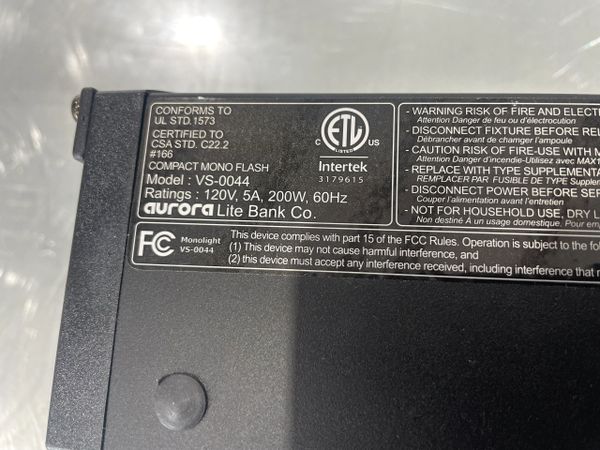 CONFORMS TO
UL STD.1573
CERTIFIED TO
CSA STD. C22.2
#166
COMPACT MONO FLASH
Model : VS-0044
Ratings : 120V, 5A, 200W, 60Hz
aurora Lite Bank Co.
C ETL US
LISTED
Intertek
3179615
- WARNING RISK OF FIRE AND ELECT
Attention Danger de feu ou d'électrocution
- DISCONNECT FIXTURE BEFORE REL
Débrancher avant de changer l'ampoule
- CAUTION RISK OF FIRE-USE WITH M
Attention Danger d'incendie-Utilisez avec MAX1
- REPLACE WITH TYPE SUPPLEMENTA
REMPLACER PAR FUSIBLE DE TYPE Supplem
- DISCONNECT POWER BEFORE SER
Couper l'alimentation avant l'entretien
- NOT FOR HOUSEHOLD USE, DRY L
Non destiné À un usage domestique. Pour emp
FC Monolight
VS-0044
This device complies with part 15 of the FCC Rules. Operation is subject to the fo
(1) This device may not cause harmful interference, and
(2) this device must accept any interference received, including interference that m